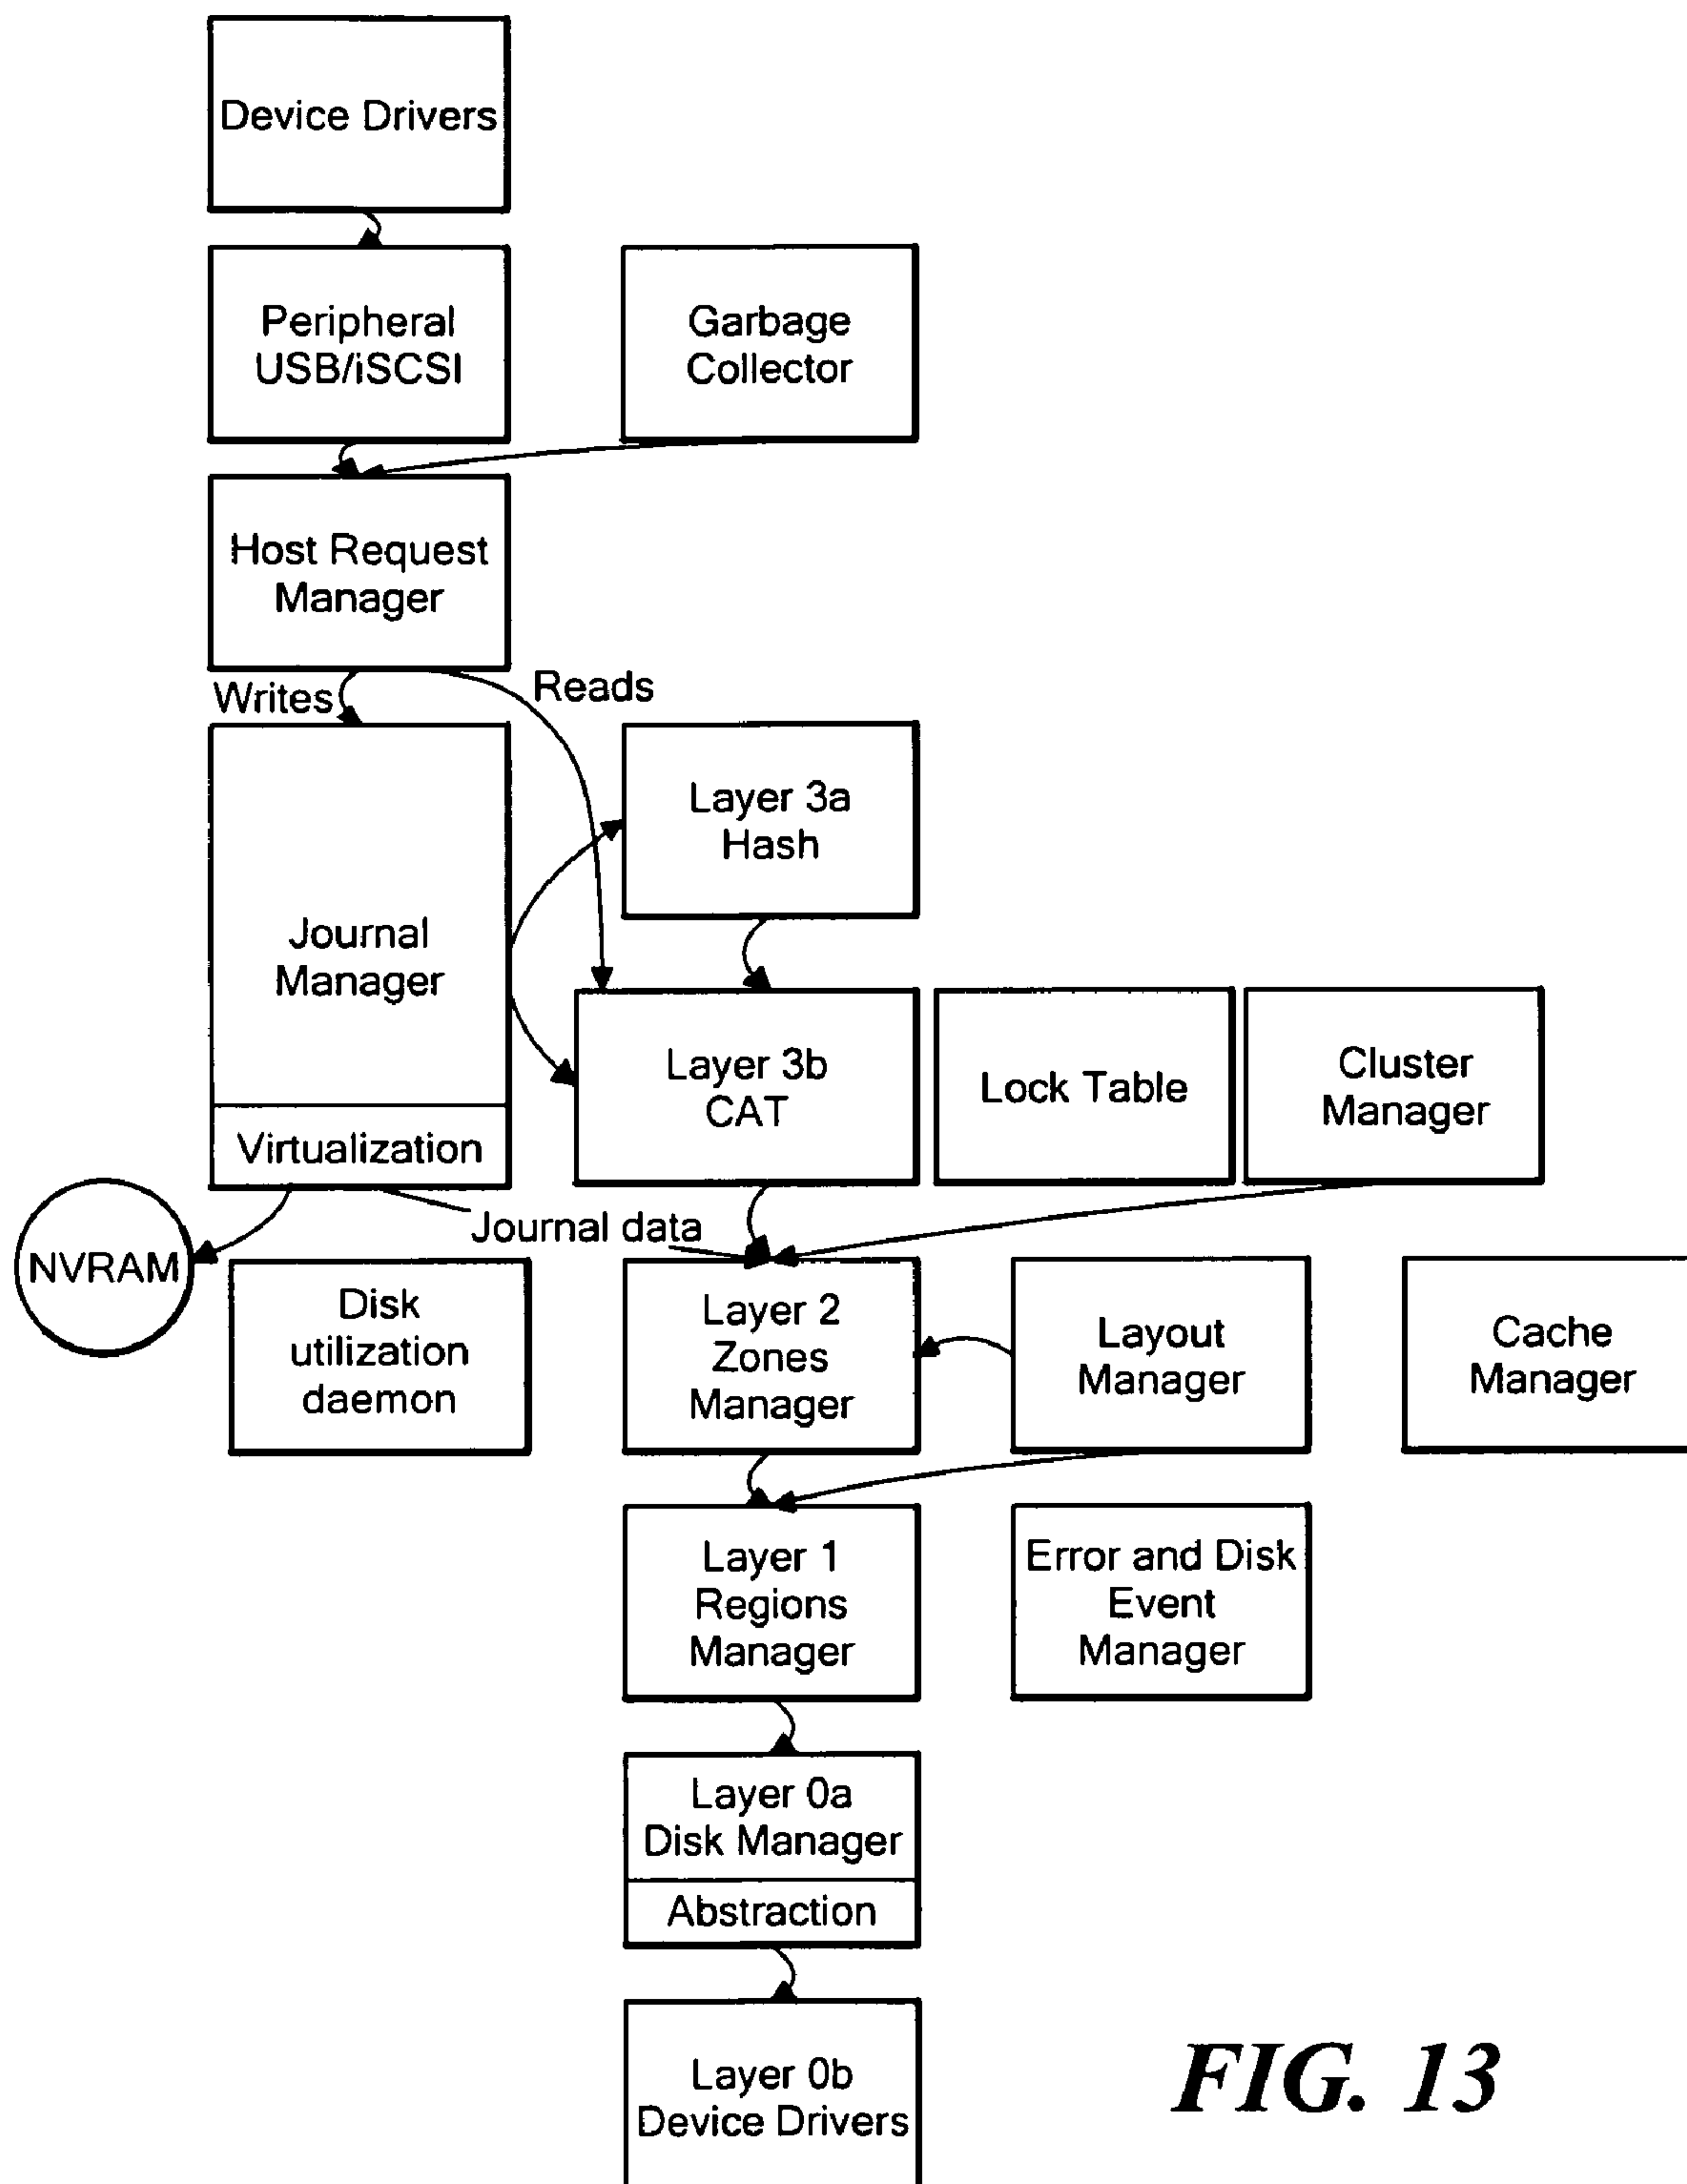 Device Drivers
Peripheral
USB/iSCSI
Garbage
Collector
Host Request
Manager
Writes
Reads
Layer 3a
Hash
Journal
Manager
Layer 3b
CAT
Lock Table
Cluster
Manager
Virtualization
Journal data
NVRAM
Disk
utilization
daemon
Layer 2
Zones
Manager
Layout
Manager
Cache
Manager
Layer 1
Regions
Manager
Error and Disk
Event
Manager
Layer 0a
Disk Manager
Abstraction
Layer 0b
Device Drivers
FIG. 13